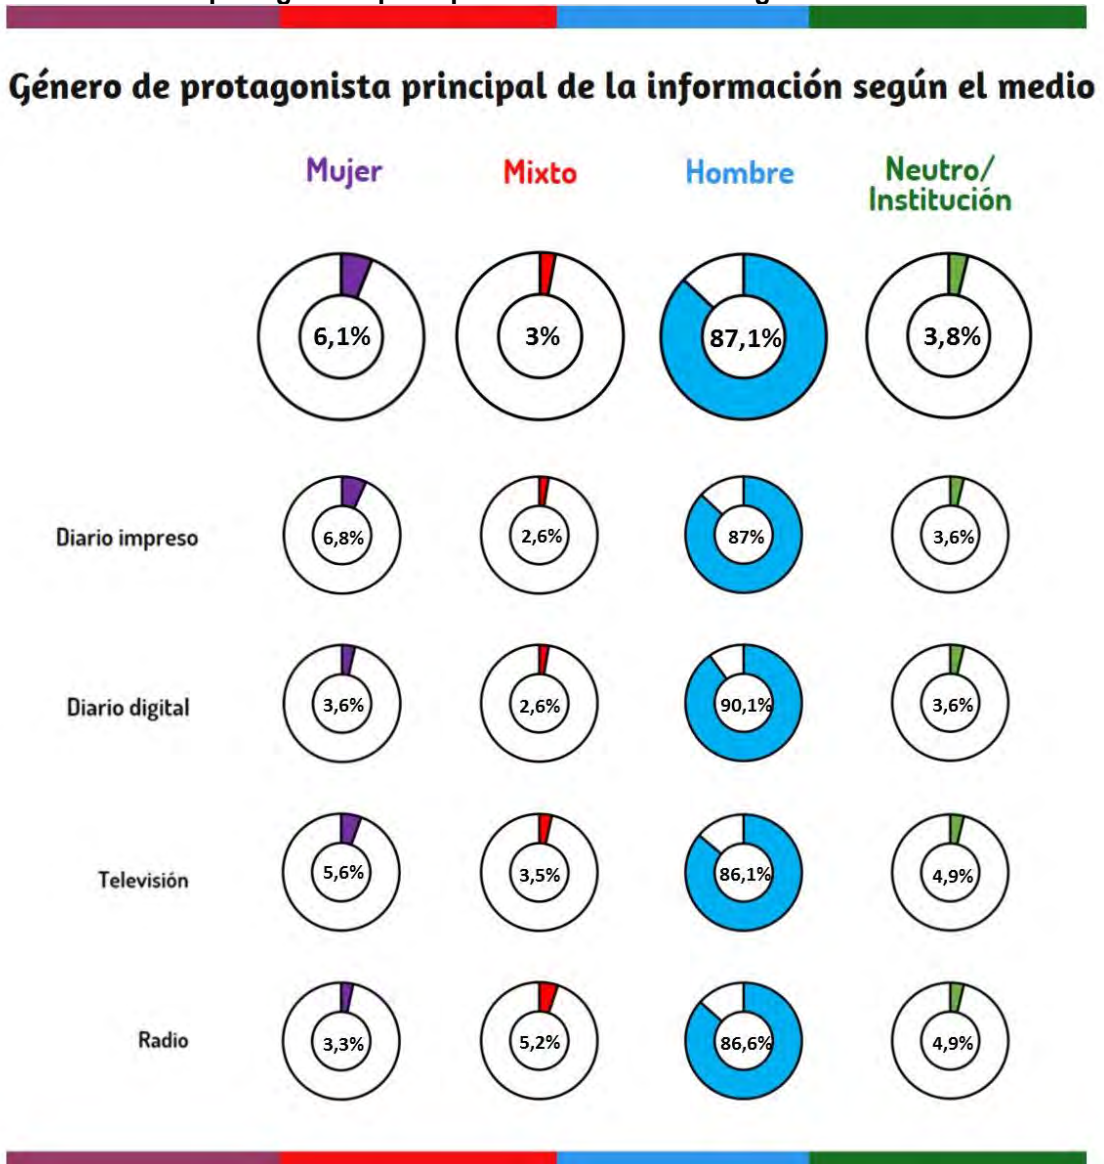 Género de protagonista principal de la información según el medio
Mujer Mixto Hombre Neutro/
Institución
6,1% 3% 87,1% 3,8%
Diario impreso 6,8% 2,6% 87% 3,6%
Diario digital 3,6% 2,6% 90,1% 3,6%
Televisión 5,6% 3,5% 86,1% 4,9%
Radio 3,3% 5,2% 86,6% 4,9%